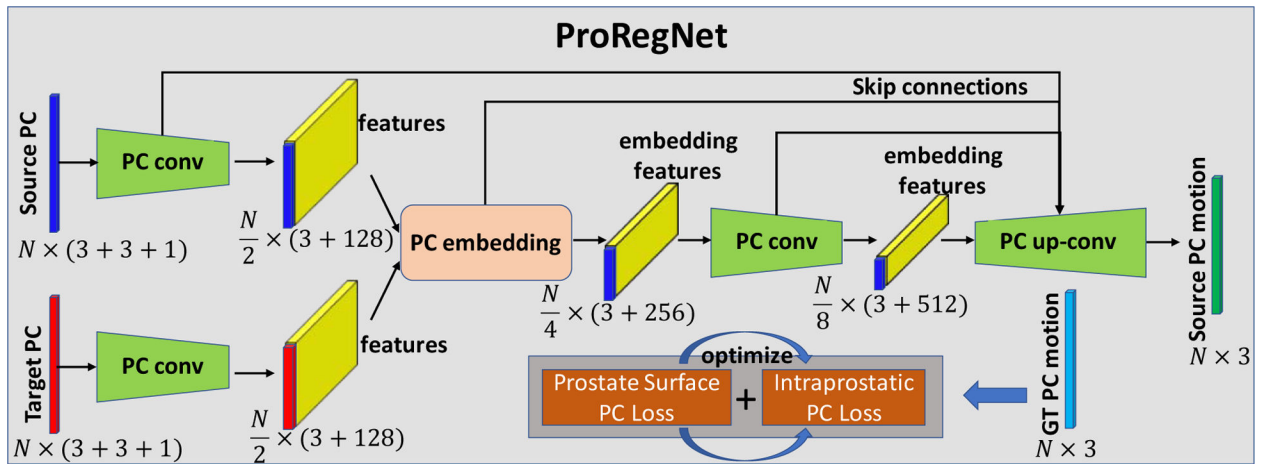 ProRegNet
Skip connections
Source PC
PC conv
features
N × (3 + 3 + 1)
N/2 × (3 + 128)
PC embedding
embedding
features
N/4 × (3 + 256)
PC conv
embedding
features
N/8 × (3 + 512)
PC up-conv
Source PC motion
N × 3
Target PC
PC conv
features
N × (3 + 3 + 1)
N/2 × (3 + 128)
optimize
Prostate Surface
PC Loss
+
Intraprostatic
PC Loss
GT PC motion
N × 3